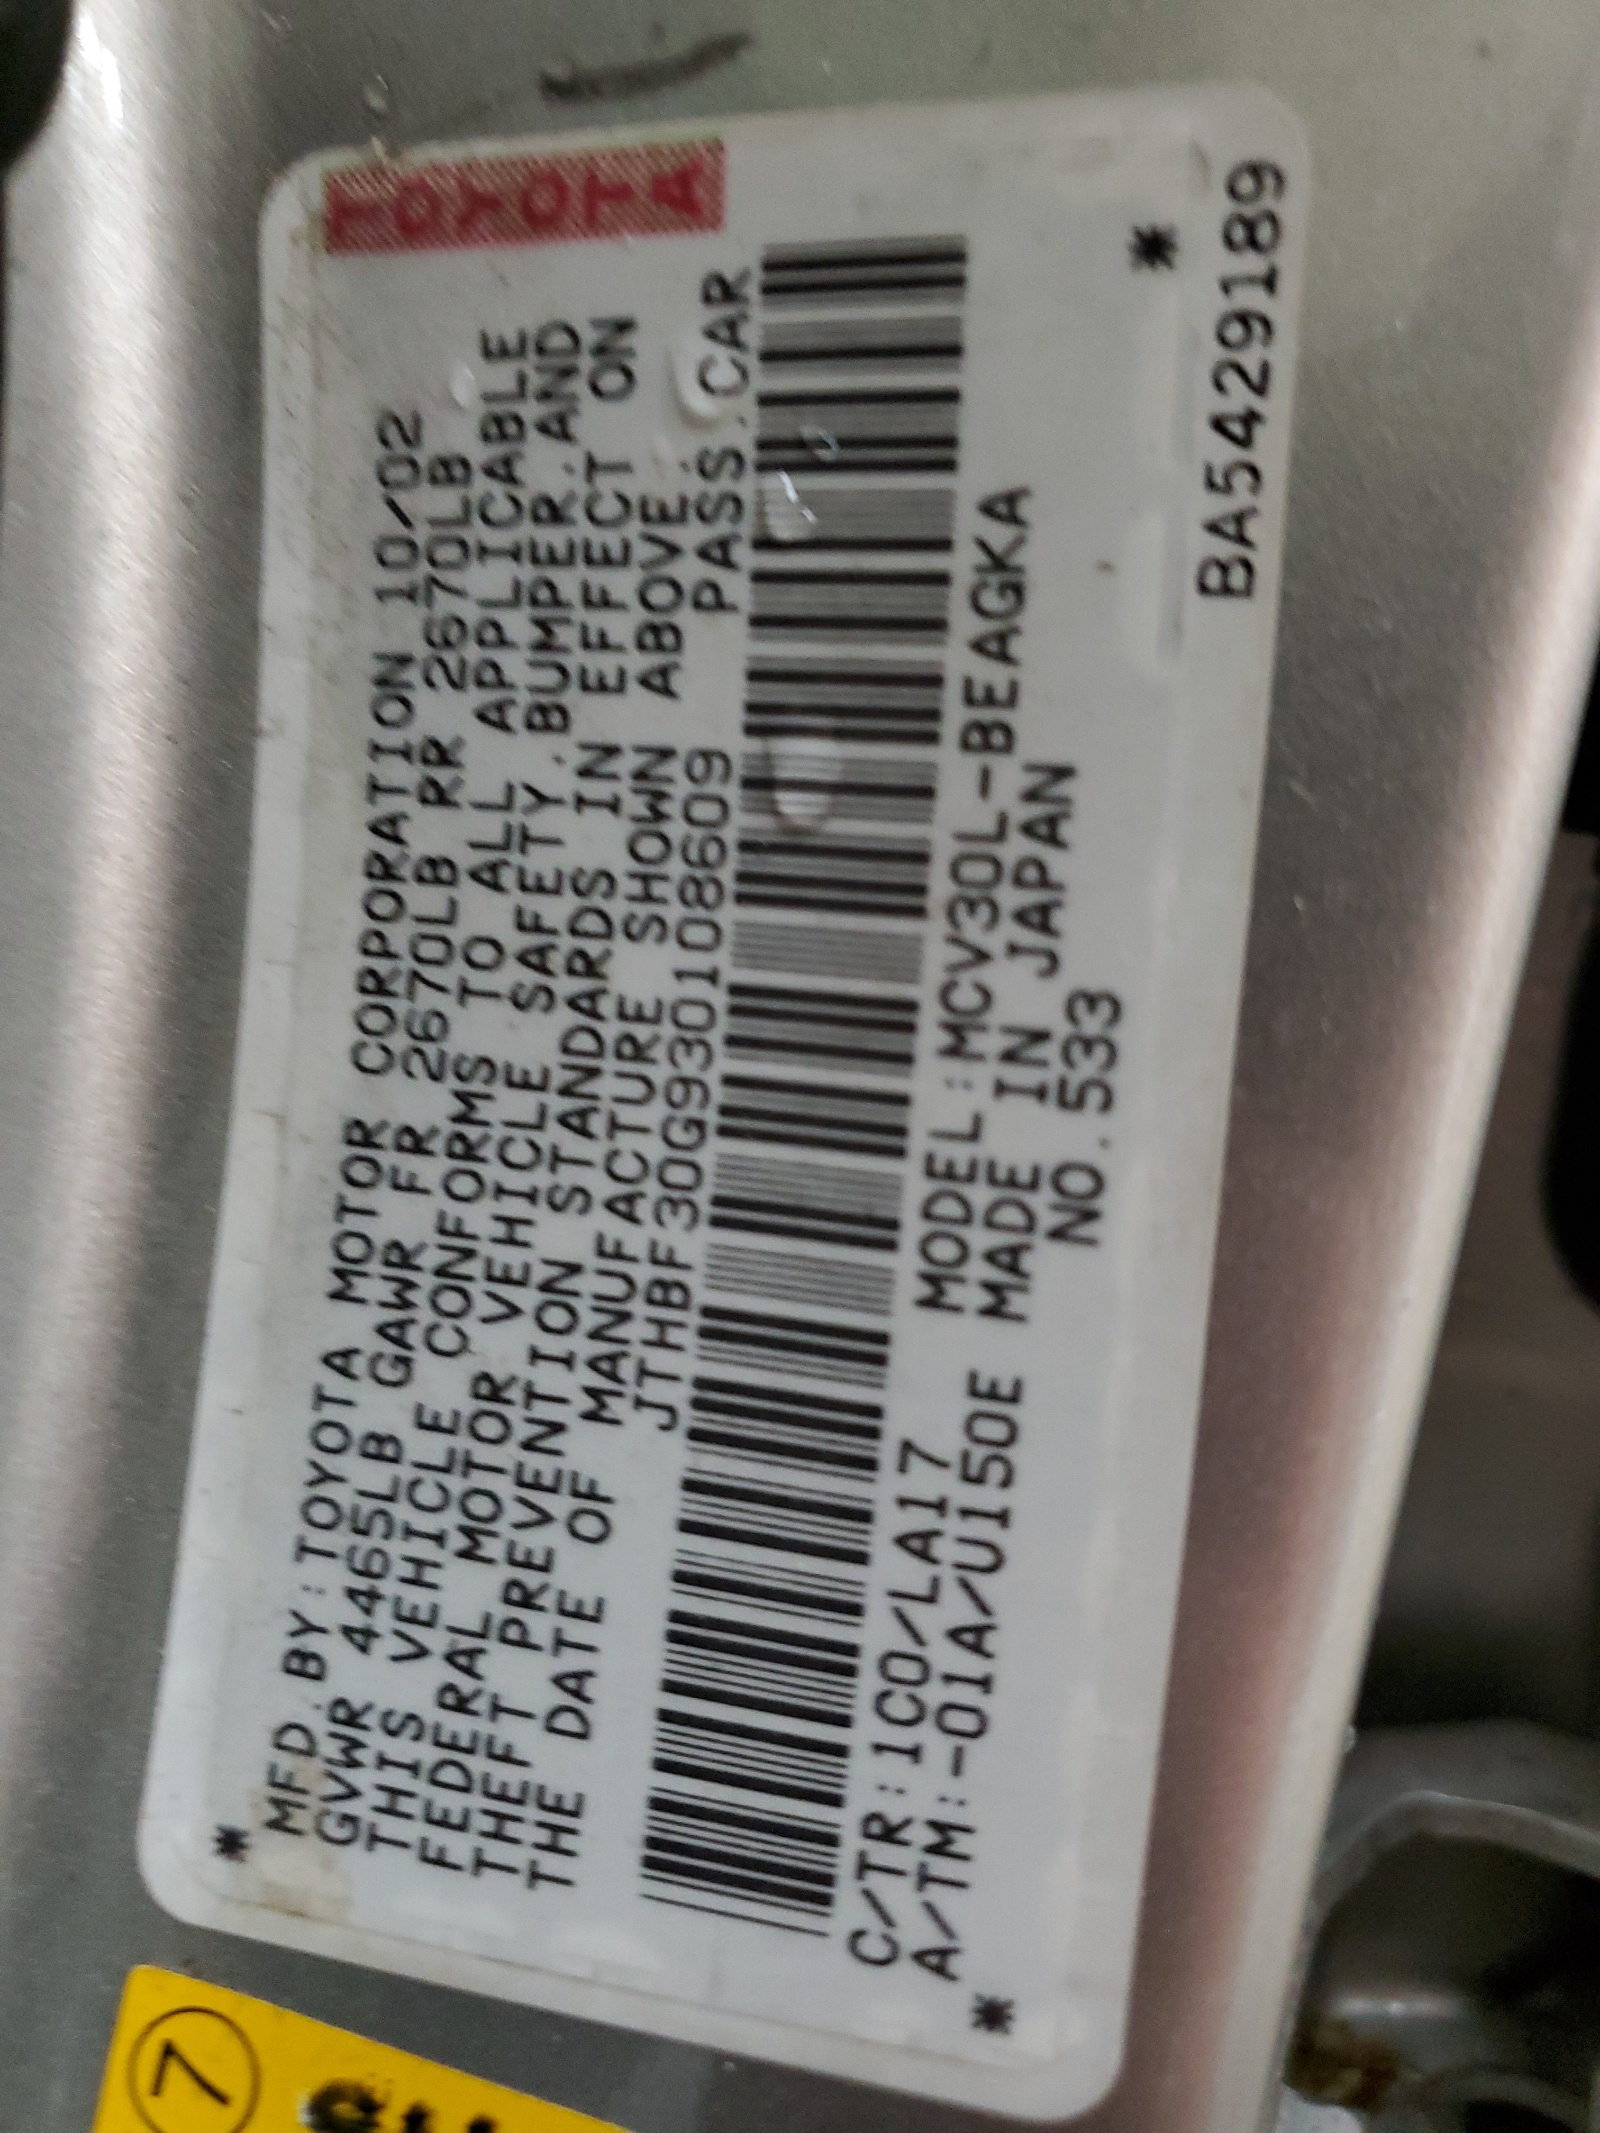 TOYOTA
*
MFD.BY:TOYOTA MOTOR CORPORATION 10/02
GVWR 4465LB GAWR FR 2670LB RR 2670LB
THIS VEHICLE CONFORMS TO ALL APPLICABLE
FEDERAL MOTOR VEHICLE SAFETY.BUMPER.AND
THEFT PREVENTION STANDARDS IN EFFECT ON
THE DATE OF MANUFACTURE SHOWN ABOVE.
JTHBF30G930108609 PASS.CAR
C/TR:1C0/LA17 MODEL:MCV30L-BEAGKA
A/TM:-01A/U150E MADE IN JAPAN
NO.533
* *
BA5429189
7